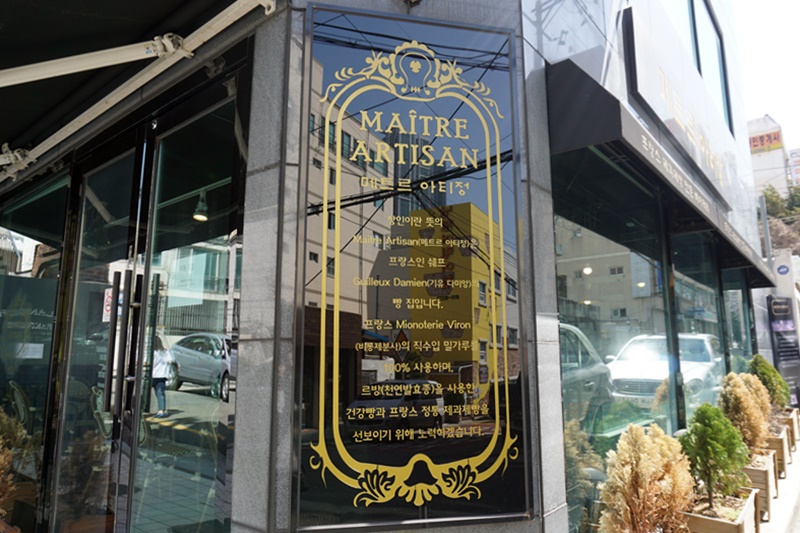 MAÎTRE
ARTISAN
메트르 아티정
장인이란 뜻의
Maitre Artisan(메트르 아티정)은
프랑스인 쉐프
Guilleux Damien(기유 다미앙)
빵 집입니다.
프랑스 Mionoterie Viron
(비롱제분사)의 직수입 밀가루를
100% 사용하며,
르방(천연발효종)을 사용한
건강빵과 프랑스 정통 제과제빵을
선보이기 위해 노력하겠습니다.